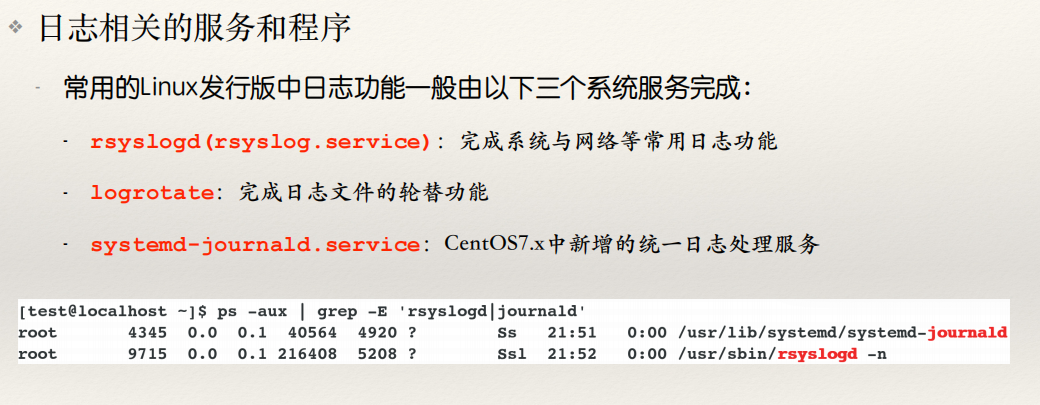 日志相关的服务和程序
- 常用的Linux发行版中日志功能一般由以下三个系统服务完成：
- rsyslogd(rsyslog.service)：完成系统与网络等常用日志功能
- logrotate：完成日志文件的轮替功能
- systemd-journald.service：CentOS7.x中新增的统一日志处理服务
[test@localhost ~]$ ps -aux | grep -E 'rsyslogd|journald'
root 4345 0.0 0.1 40564 4920 ? Ss 21:51 0:00 /usr/lib/systemd/systemd-journald
root 9715 0.0 0.1 216408 5208 ? Ssl 21:52 0:00 /usr/sbin/rsyslogd -n